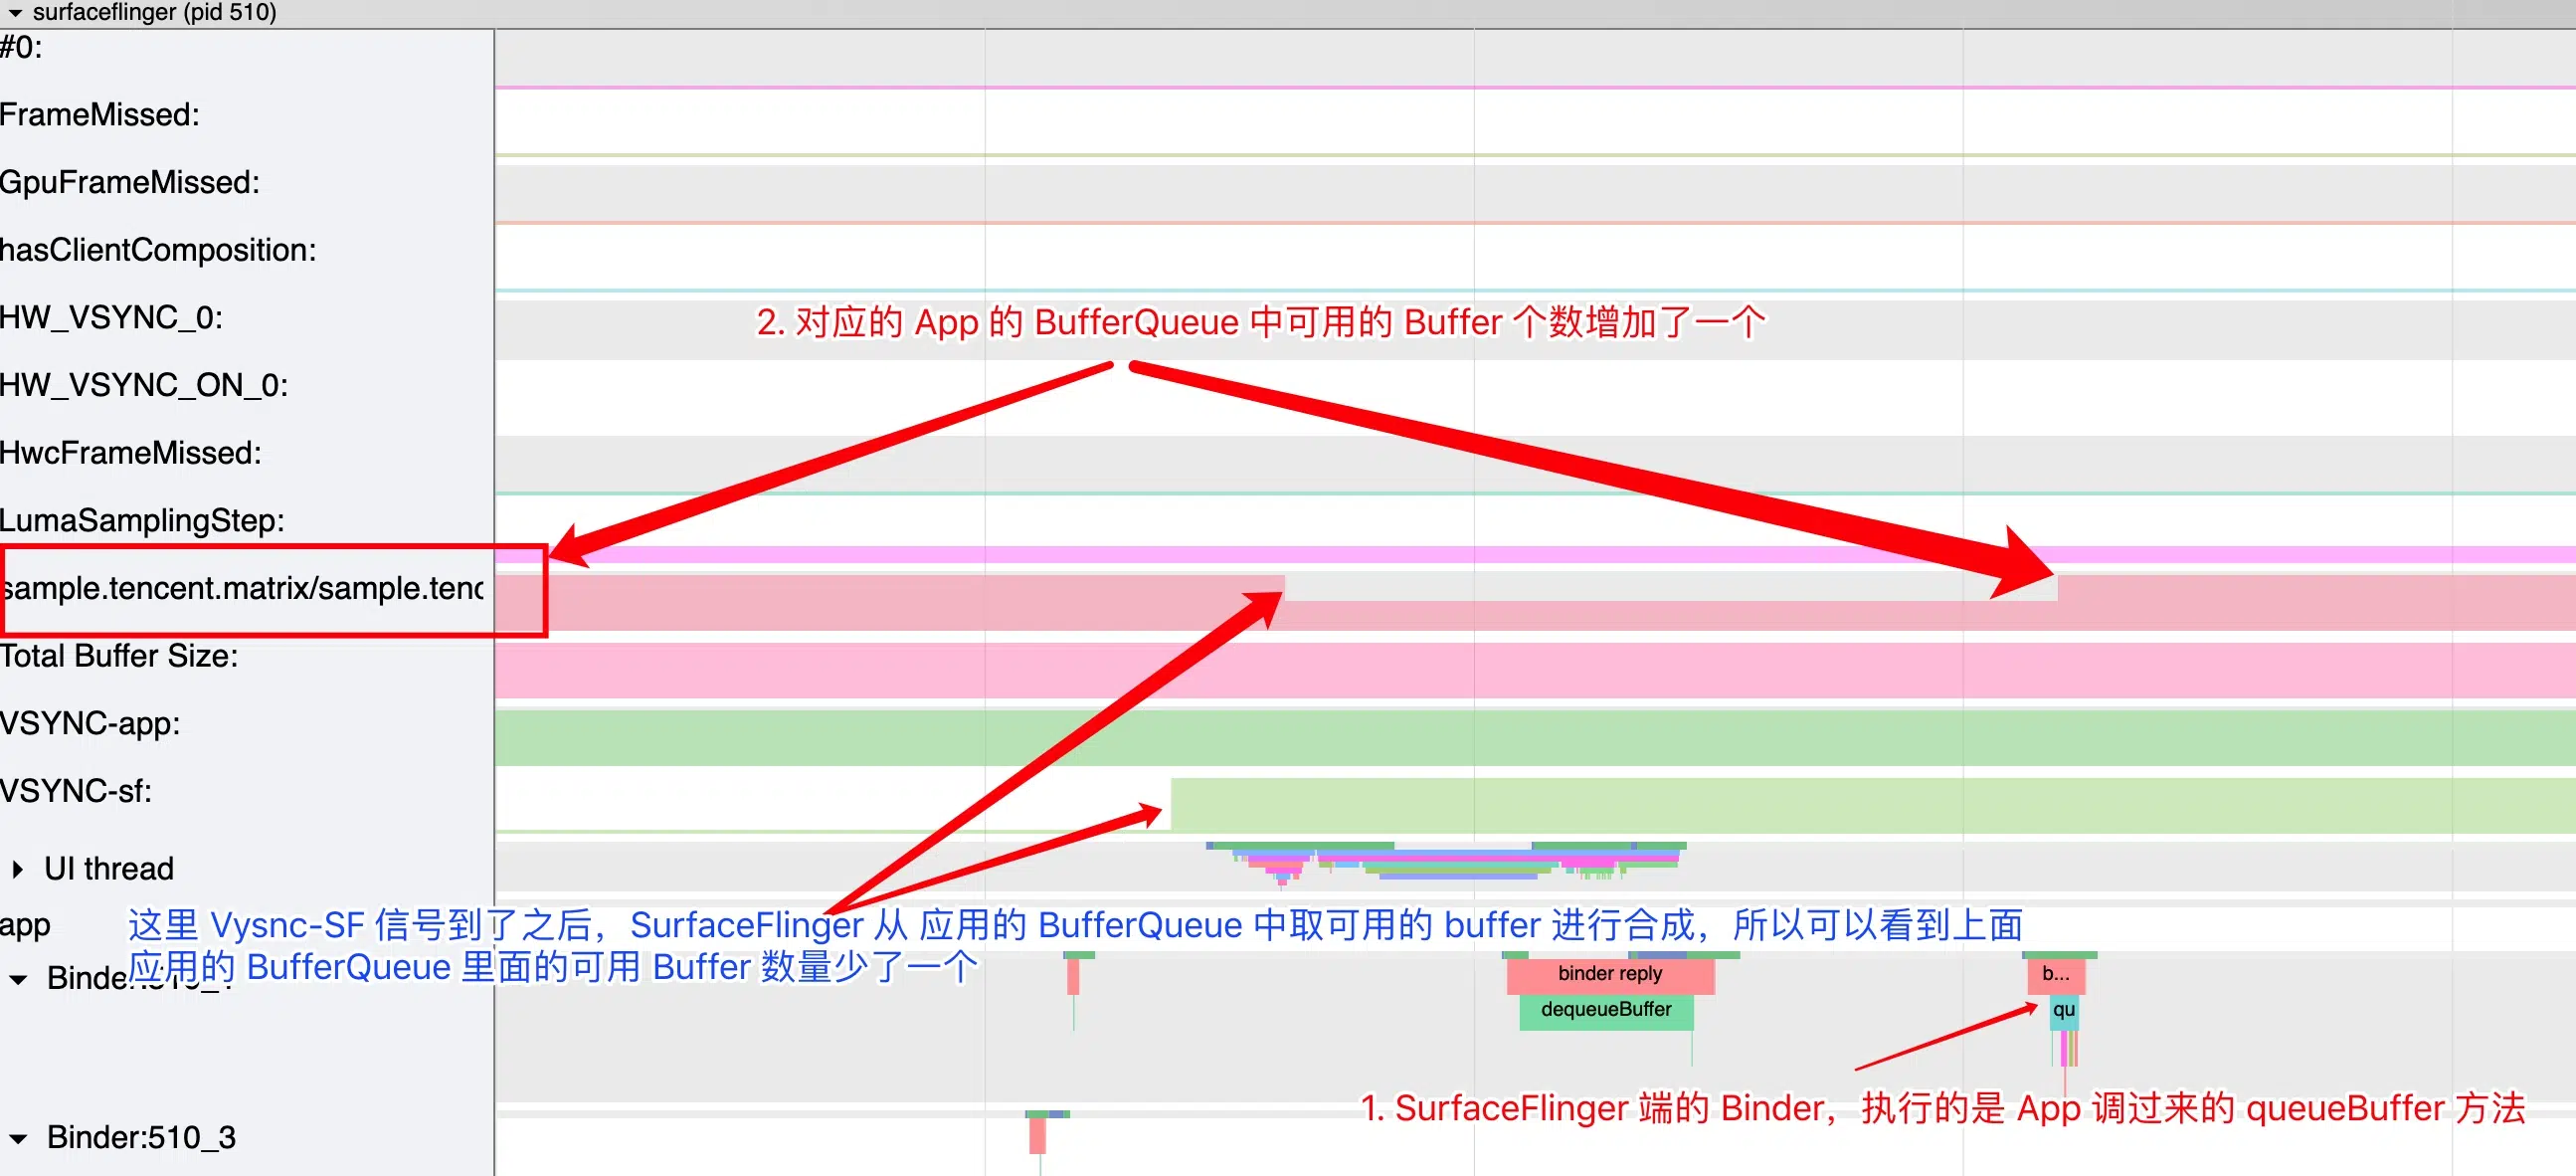 surfaceflinger (pid 510)
#0:
FrameMissed:
GpuFrameMissed:
hasClientComposition:
HW_VSYNC_0:
2. 对应的 App 的 BufferQueue 中可用的 Buffer 个数增加了一个
HW_VSYNC_ON_0:
HwcFrameMissed:
LumaSamplingStep:
sample.tencent.matrix/sample.tenc
Total Buffer Size:
VSYNC-app:
VSYNC-sf:
UI thread
app
这里 Vysnc-SF 信号到了之后，SurfaceFlinger 从 应用的 BufferQueue 中取可用的 buffer 进行合成，所以可以看到上面
应用的 BufferQueue 里面的可用 Buffer 数量少了一个
binder reply
b...
dequeueBuffer
qu
1. SurfaceFlinger 端的 Binder，执行的是 App 调过来的 queueBuffer 方法
Binder:510_3